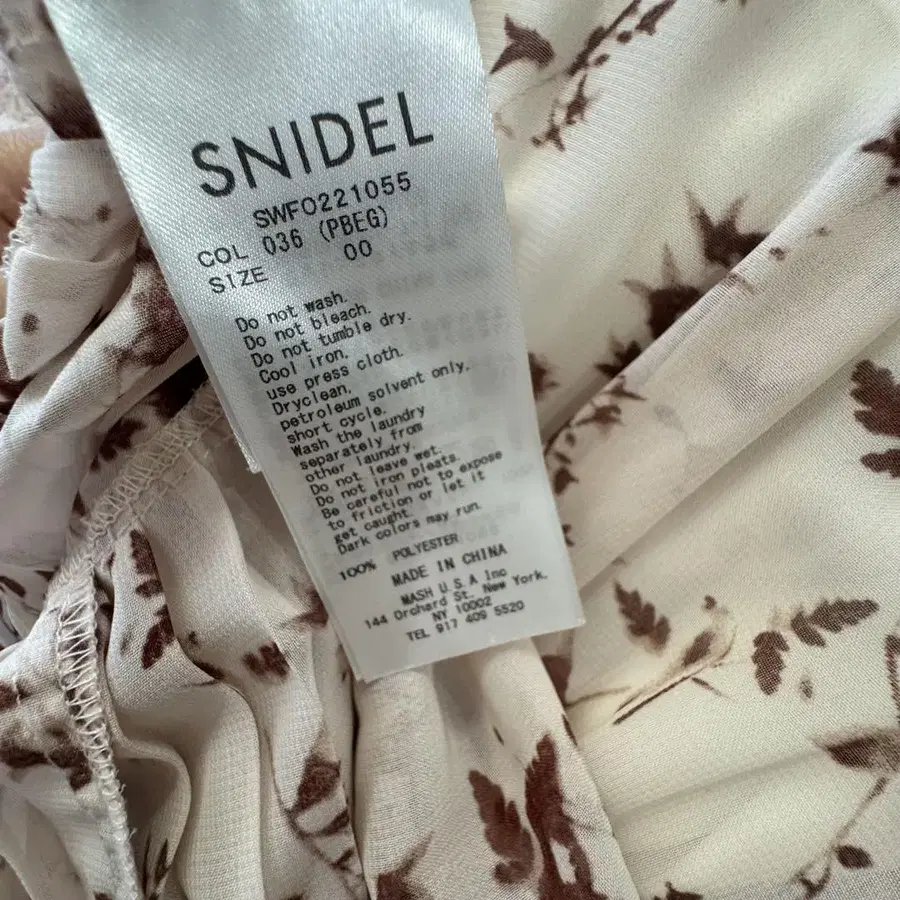 SNIDEL
SWFO221055
COL 036 (PBEG)
SIZE 00
Do not wash.
Do not bleach.
Do not tumble dry.
Cool iron.
use press cloth.
Dryclean.
petroleum solvent only.
short cycle.
Wash the laundry
separately from
other laundry.
Do not leave wet.
Do not iron pleats.
Be careful not to expose
to friction or let it
get caught.
Dark colors may run.
100% POLYESTER
MADE IN CHINA
MASH U.S.A Inc
144 Orchard St. New York.
NY 10002
TEL 917 409 5520